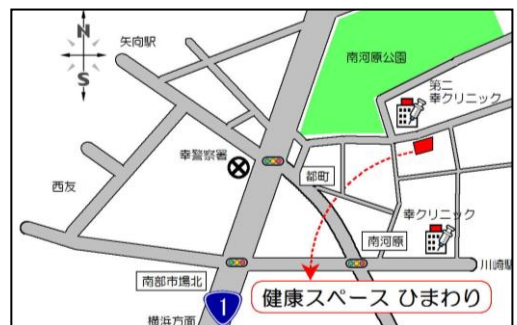 N
S
矢向駅
南河原公園
第二
幸クリニック
幸警察署
都町
西友
幸クリニック
南河原
川崎駅
南部市場北
1
健康スペース ひまわり
横浜方面